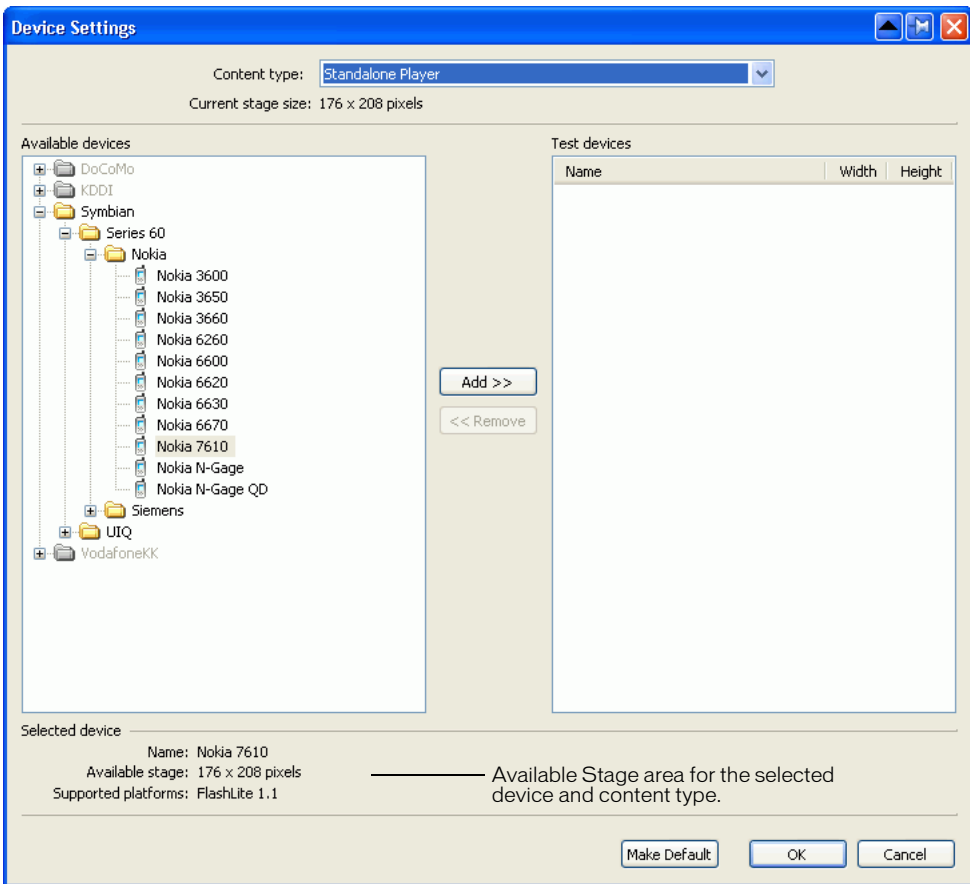 Device Settings
Content type: Standalone Player
Current stage size: 176 x 208 pixels
Available devices
DoCoMo
KDDI
Symbian
Series 60
Nokia
Nokia 3600
Nokia 3650
Nokia 3660
Nokia 6260
Nokia 6600
Nokia 6620
Nokia 6630
Nokia 6670
Nokia 7610
Nokia N-Gage
Nokia N-Gage QD
Siemens
UIQ
VodafoneKK
Add >>
<< Remove
Test devices
Name Width Height
Selected device
Name: Nokia 7610
Available stage: 176 x 208 pixels
Supported platforms: FlashLite 1.1
Available Stage area for the selected
device and content type.
Make Default OK Cancel